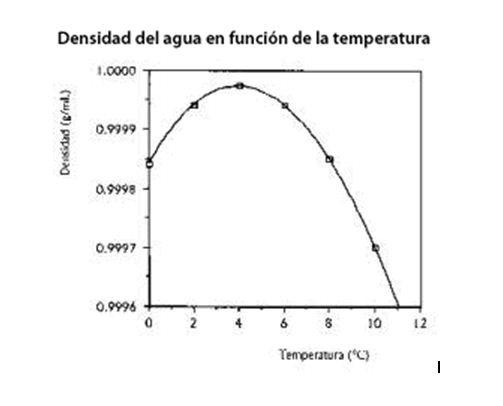 Densidad del agua en función de la temperatura
1.0000
0.9999
0.9998
0.9997
0.9996
Densidad (g/mL)
0 2 4 6 8 10 12
Temperatura (°C)